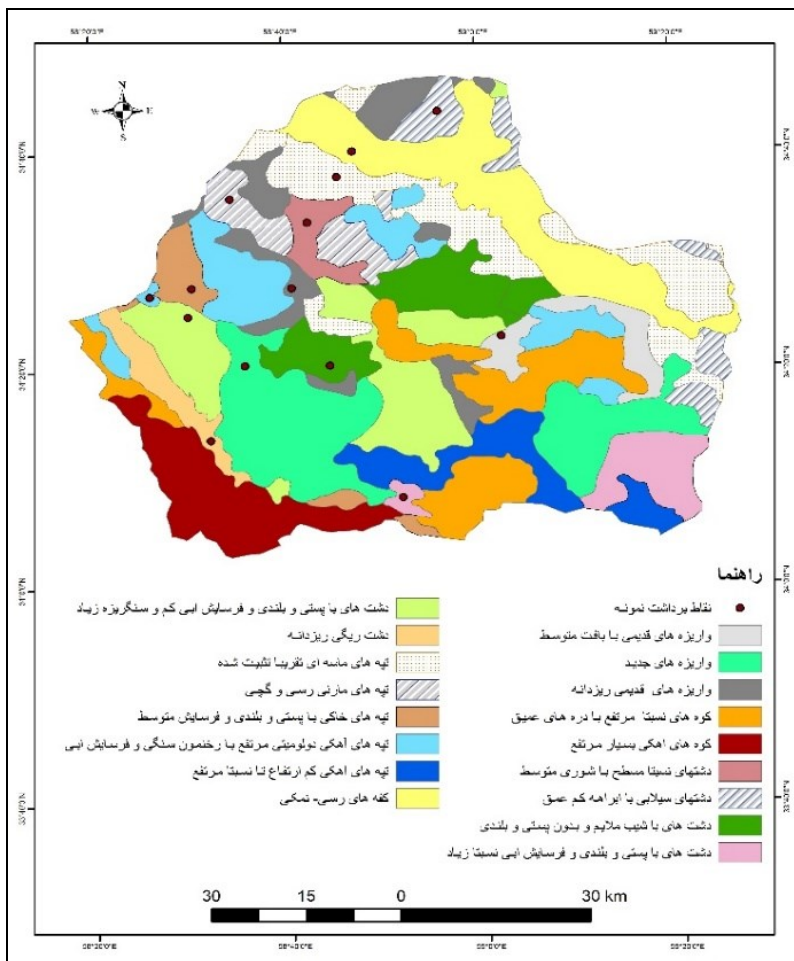 N
W E
S
راهنما
نقاط برداشت نمونه
واریزه های قدیمی با بافت متوسط
واریزه های جدید
واریزه های قدیمی ریزدانه
کوه های نسبتا مرتفع با دره های عمیق
کوه های اهکی بسیار مرتفع
دشتهای نسبتا مسطح با شوری متوسط
دشتهای سیلابی با ابراهه کم عمق
دشت های با شیب ملایم و بدون پستی و بلندی
دشت های با پستی و بلندی و فرسایش ابی نسبتا زیاد
دشت های با پستی و بلندی و فرسایش ابی کم و سنگریزه زیاد
دشت ریگی ریزدانه
تپه های ماسه ای تقریبا تثبیت شده
تپه های مارنی رسی و گچی
تپه های خاکی با پستی و بلندی و فرسایش متوسط
تپه های آهکی دولومیتی مرتفع با رخنمون سنگی و فرسایش ابی
تپه های اهکی کم ارتفاع تا نسبتا مرتفع
کفه های رسی- نمکی
30 15 0 30 km